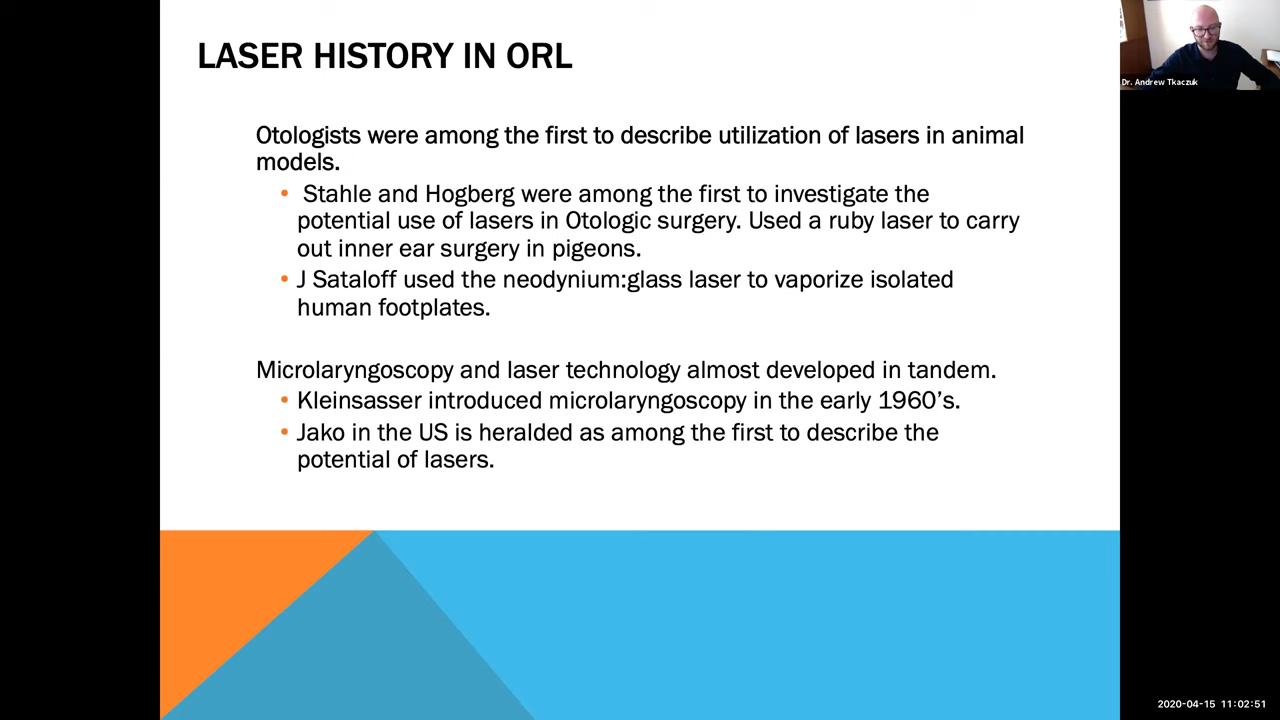 LASER HISTORY IN ORL
Dr. Andrew Tkaczuk
Otologists were among the first to describe utilization of lasers in animal
models.
• Stahle and Hogberg were among the first to investigate the
potential use of lasers in Otologic surgery. Used a ruby laser to carry
out inner ear surgery in pigeons.
• J Sataloff used the neodynium:glass laser to vaporize isolated
human footplates.
Microlaryngoscopy and laser technology almost developed in tandem.
• Kleinsasser introduced microlaryngoscopy in the early 1960’s.
• Jako in the US is heralded as among the first to describe the
potential of lasers.
2020-04-15 11:02:51